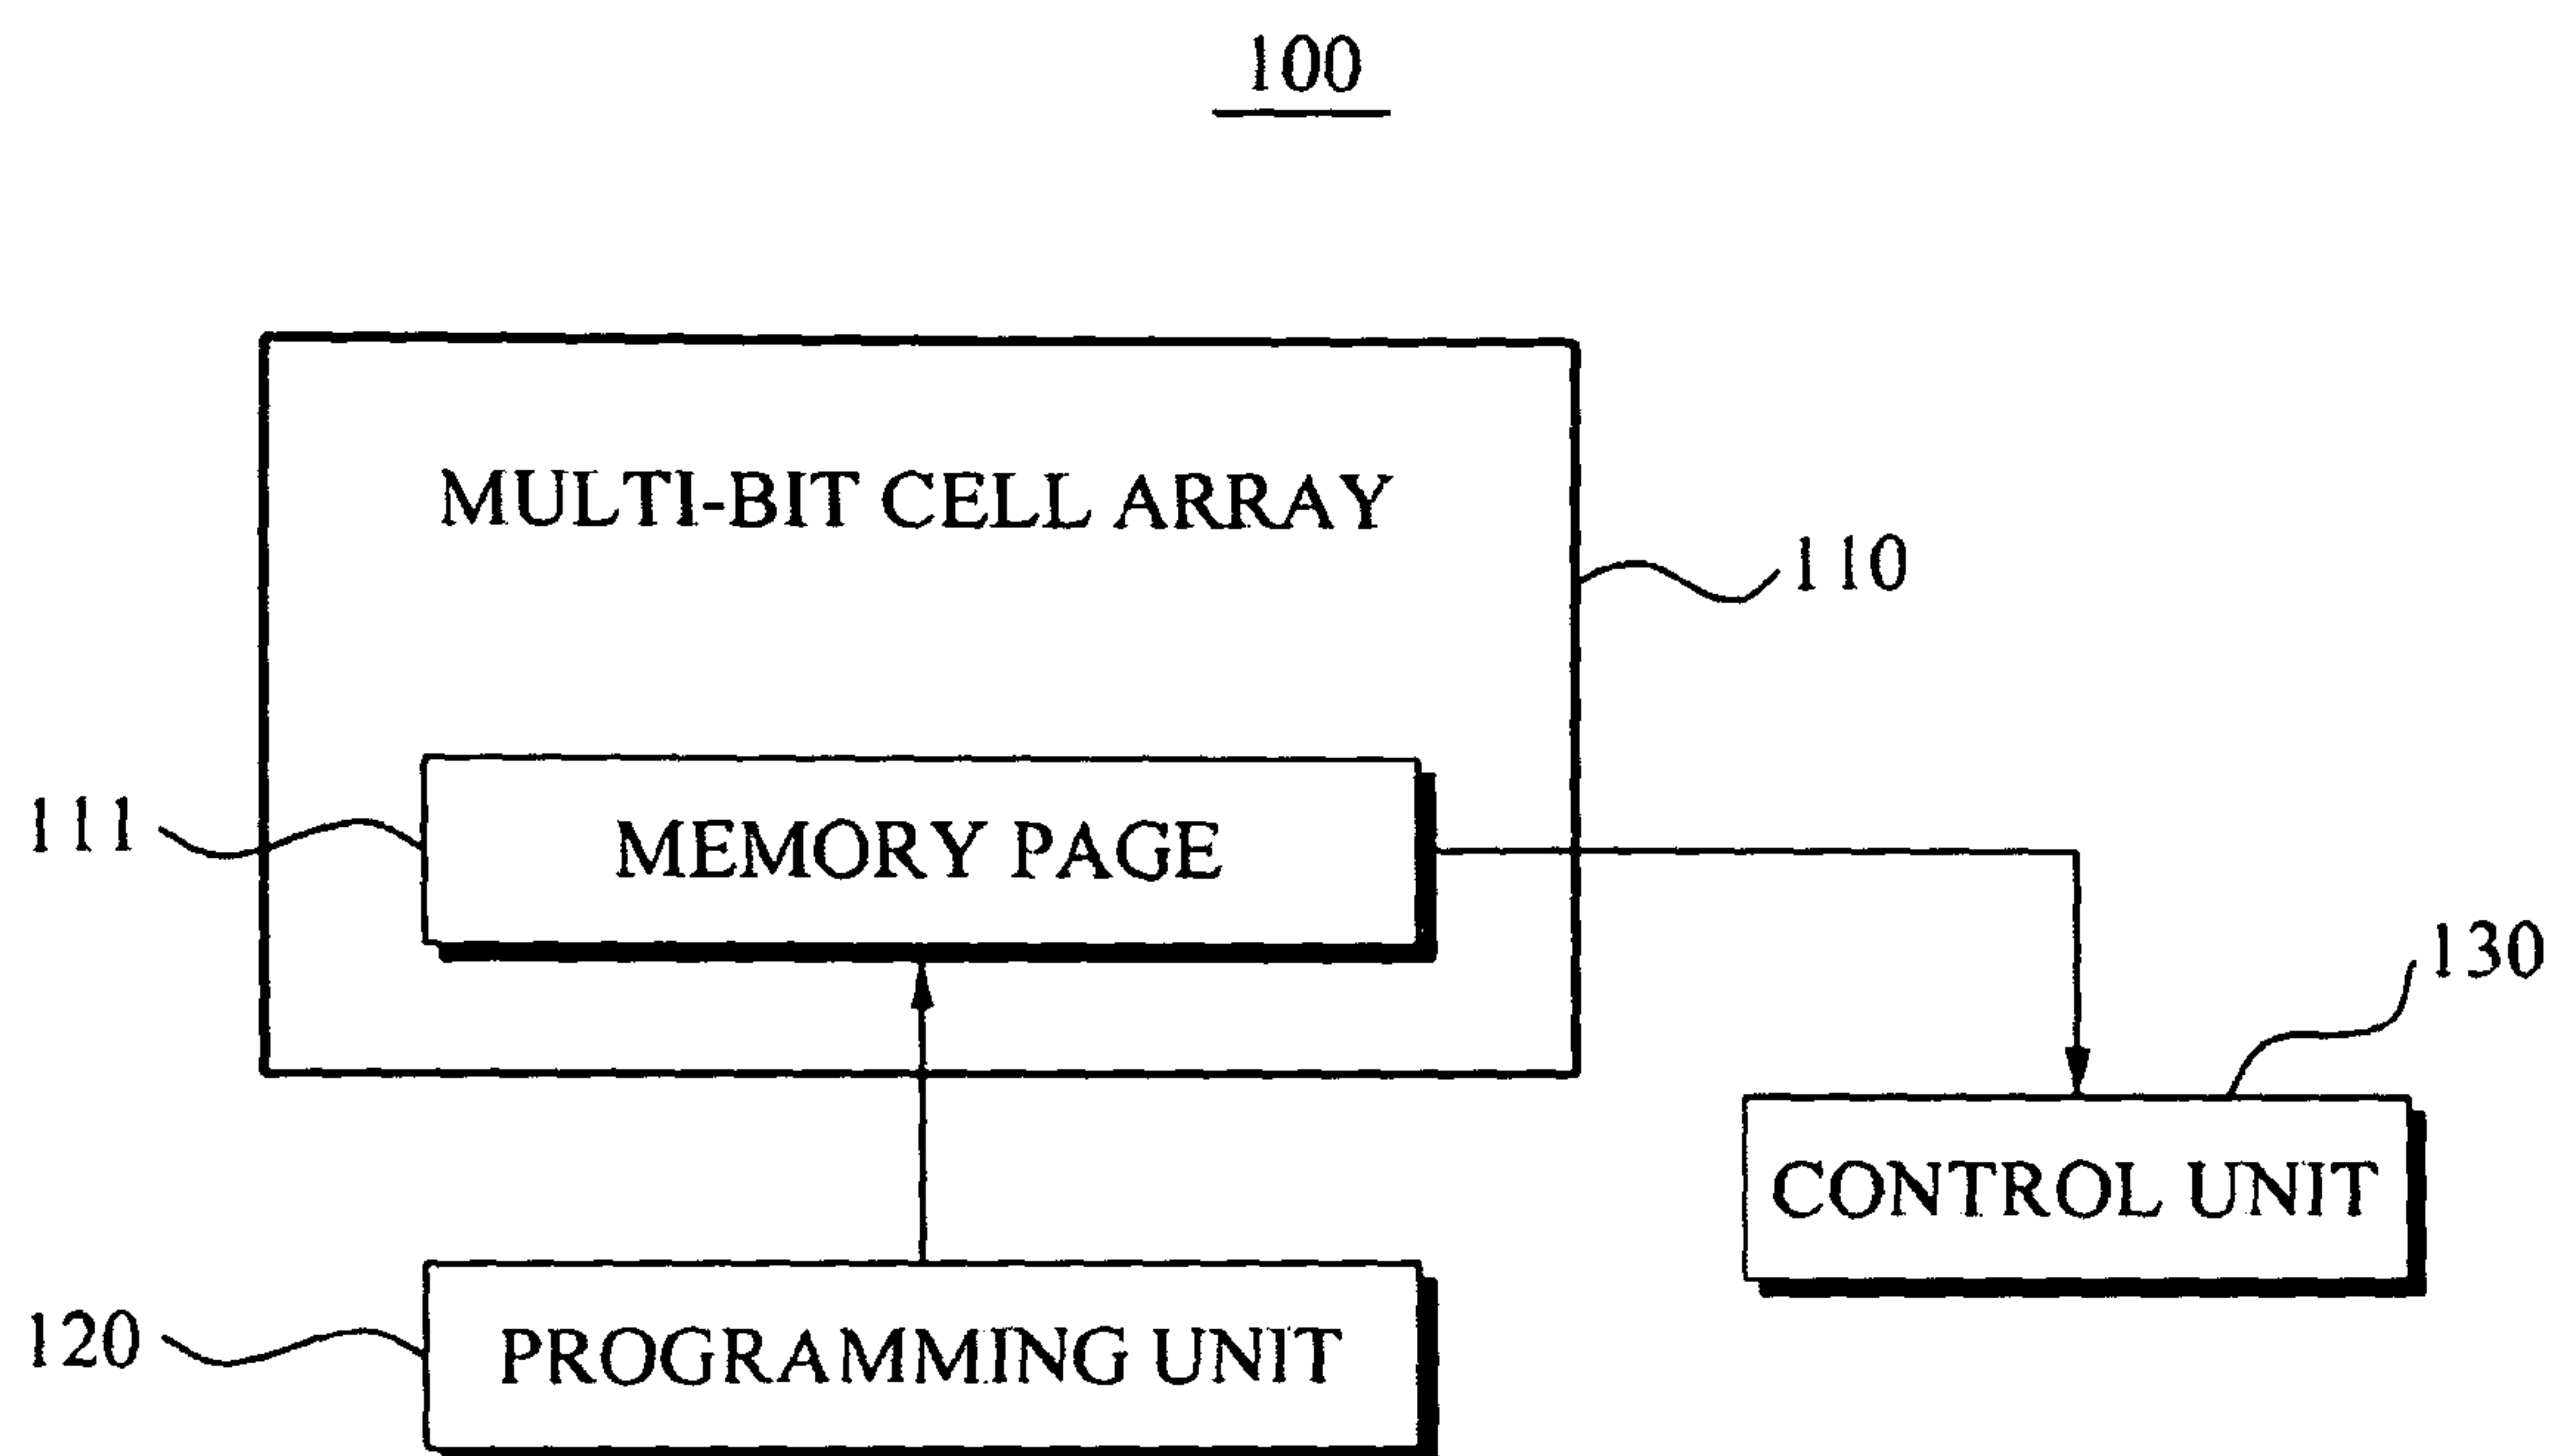 100
MULTI-BIT CELL ARRAY
110
111
MEMORY PAGE
130
CONTROL UNIT
120
PROGRAMMING UNIT